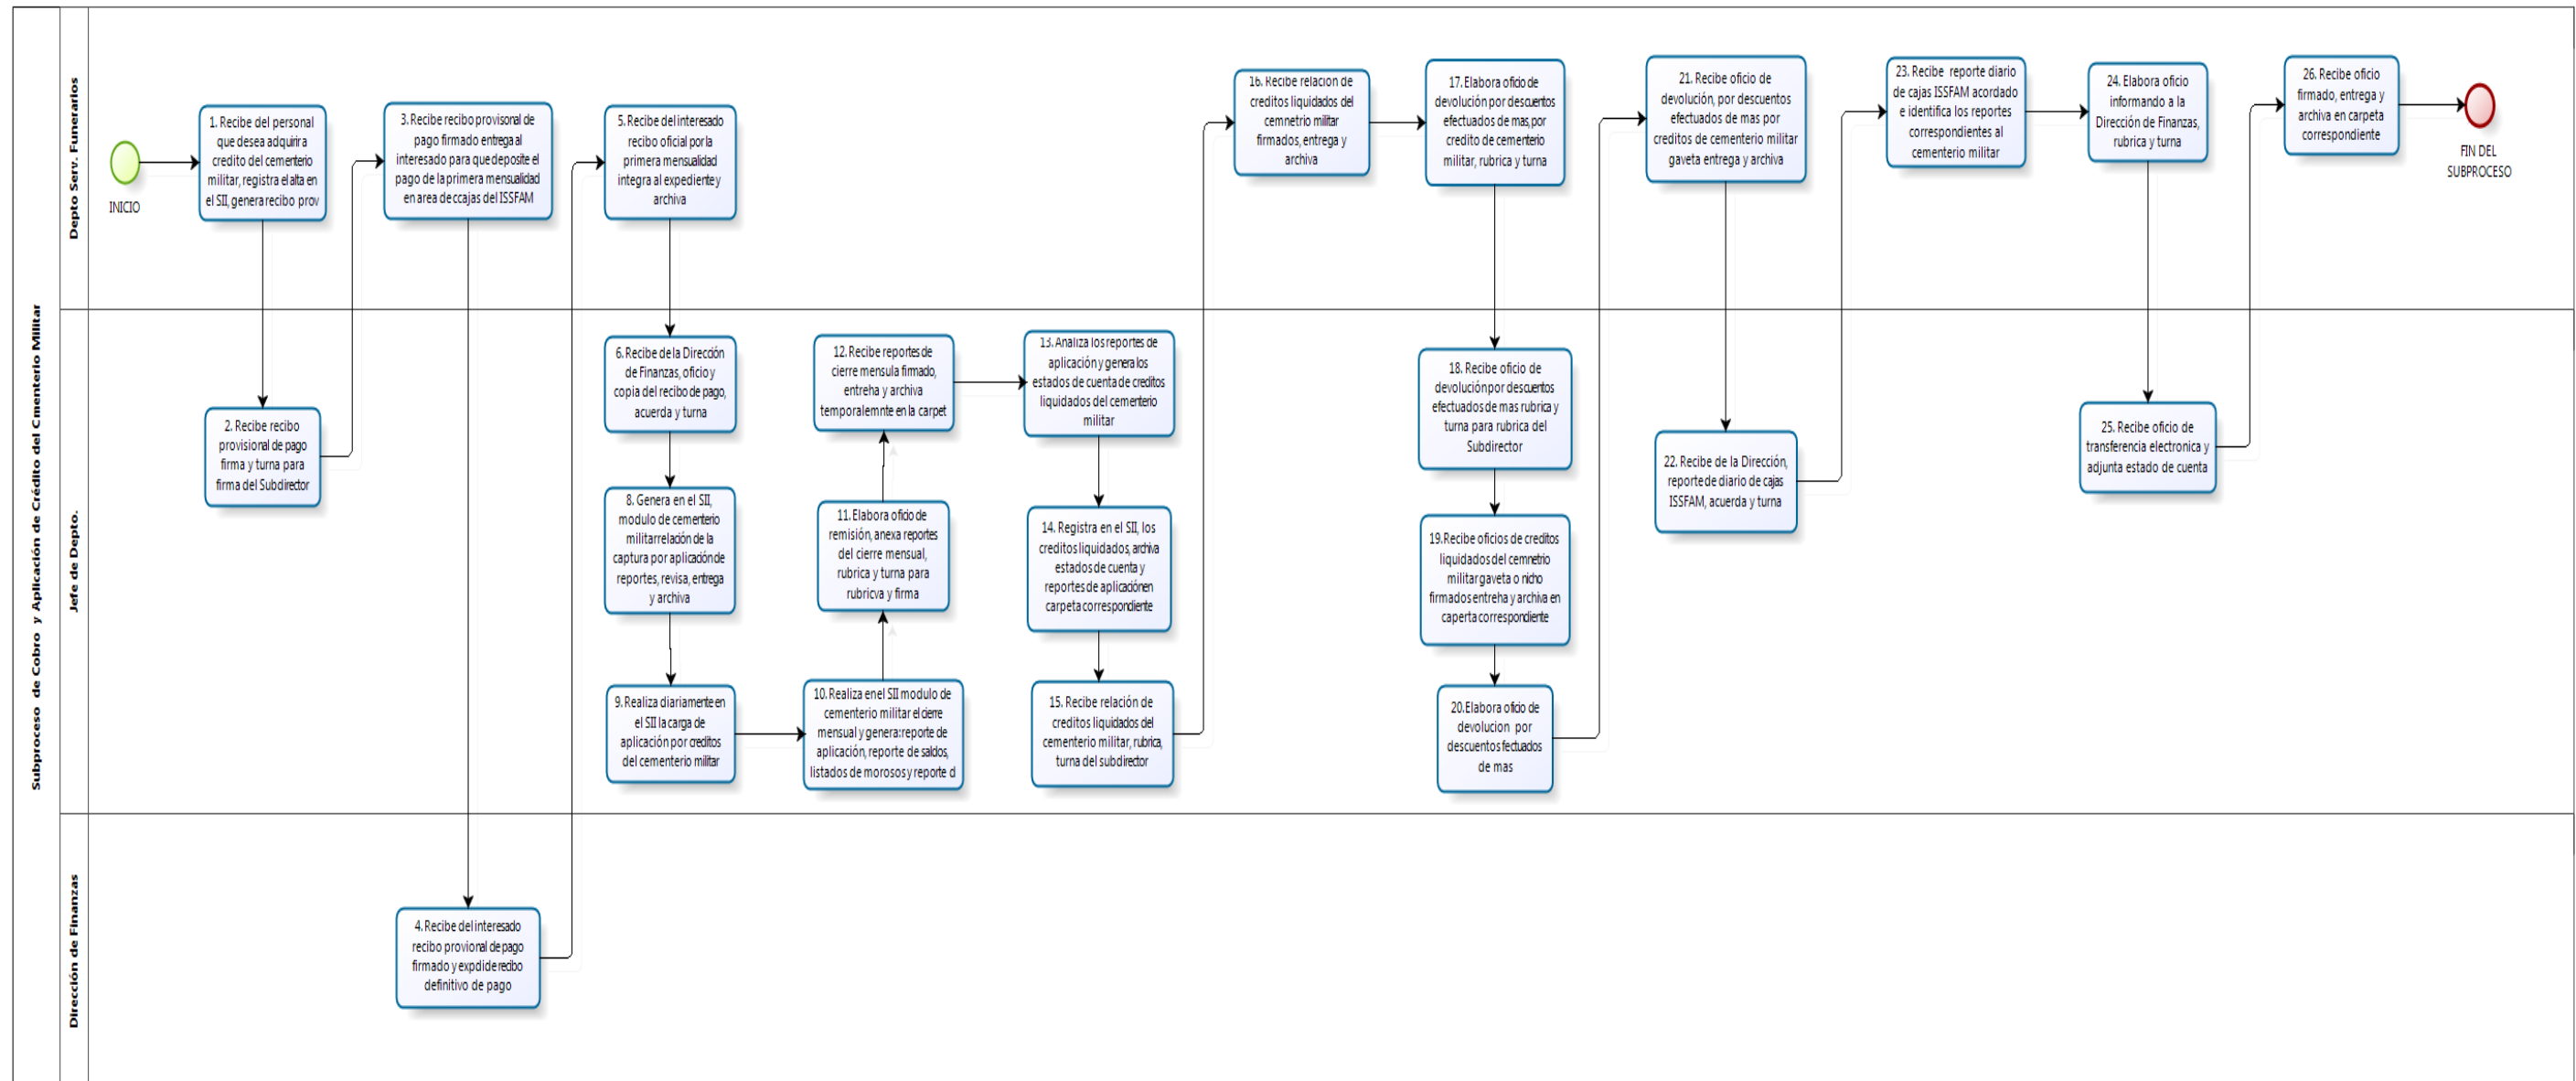 Subproceso de Cobro y Aplicación de Crédito del Cmenterio Militar
Depto Serv. Funerarios
INICIO
1. Recibe del personal
que desea adquirir a
credito del cementerio
militar, registra el alta en
el SII, genera recibo prov
3. Recibe recibo provisonal de
pago firmado entrega al
interesado para que deposite el
pago de la primera mensualidad
en area de ccajas del ISSFAM
5. Recibe del interesado
recibo oficial por la
primera mensualidad
integra al expediente y
archiva
16. Recibe relacion de
creditos liquidados del
cemnetrio militar
firmados, entrega y
archiva
17. Elabora oficio de
devolución por descuentos
efectuados de mas, por
credito de cementerio
militar, rubrica y turna
21. Recibe oficio de
devolución, por descuentos
efectuados de mas por
creditos de cementerio militar
gaveta entrega y archiva
23. Recibe reporte diario
de cajas ISSFAM acordado
e identifica los reportes
correspondientes al
cementerio militar
24. Elabora oficio
informando a la
Dirección de Finanzas,
rubrica y turna
26. Recibe oficio
firmado, entrega y
archiva en carpeta
correspondiente
FIN DEL
SUBPROCESO
Jefe de Depto.
2. Recibe recibo
provisional de pago
firma y turna para
firma del Subdirector
6. Recibe de la Dirección
de Finanzas, oficio y
copia del recibo de pago,
acuerda y turna
8. Genera en el SII,
modulo de cementerio
militar relación de la
captura por aplicación de
reportes, revisa, entrega
y archiva
9. Realiza diariamente en
el SII la carga de
aplicación por creditos
del cementerio militar
10. Realiza en el SII modulo de
cementerio militar el cierre
mensual y genera: reporte de
aplicación, reporte de saldos,
listados de morosos y reporte d
11. Elabora oficio de
remisión, anexa reportes
del cierre mensual,
rubrica y turna para
rubricva y firma
12. Recibe reportes de
cierre mensula firmado,
entreha y archiva
temporalemnte en la carpet
13. Analiza los reportes de
aplicación y genera los
estados de cuenta de creditos
liquidados del cementerio
militar
14. Registra en el SII, los
creditos liquidados, archiva
estados de cuenta y
reportes de aplicación en
carpeta correspondiente
15. Recibe relación de
creditos liquidados del
cementerio militar, rubrica,
turna del subdirector
18. Recibe oficio de
devolución por descuentos
efectuados de mas rubrica y
turna para rubrica del
Subdirector
19. Recibe oficios de creditos
liquidados del cemnetrio
militar gaveta o nicho
firmados entreha y archiva en
caperta correspondiente
20. Elabora oficio de
devolucion por
descuentos fectuados
de mas
22. Recibe de la Dirección,
reporte de diario de cajas
ISSFAM, acuerda y turna
25. Recibe oficio de
transferencia electronica y
adjunta estado de cuenta
Dirección de Finanzas
4. Recibe del interesado
recibo provional de pago
firmado y expdide recibo
definitivo de pago